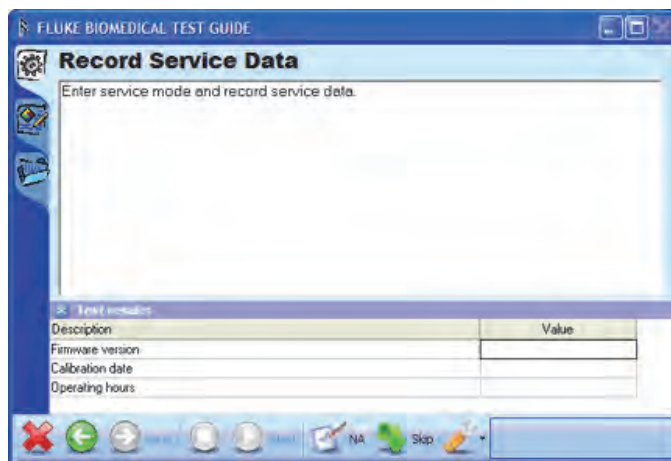 FLUKE BIOMEDICAL TEST GUIDE
Record Service Data
Enter service mode and record service data.
Test results
Description Value
Firmware version
Calibration date
Operating hours
NA Skip